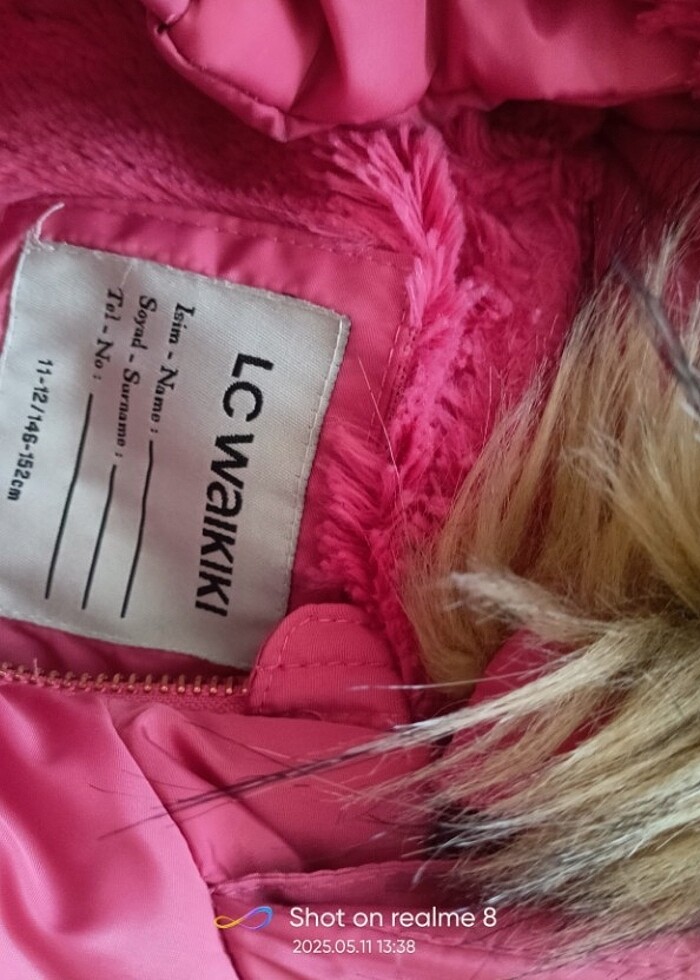 LC WAIKIKI
Isim - Name :
Soyad - Surname :
Tel - No :
11-12/146-152cm
Shot on realme 8
2025.05.11 13:38